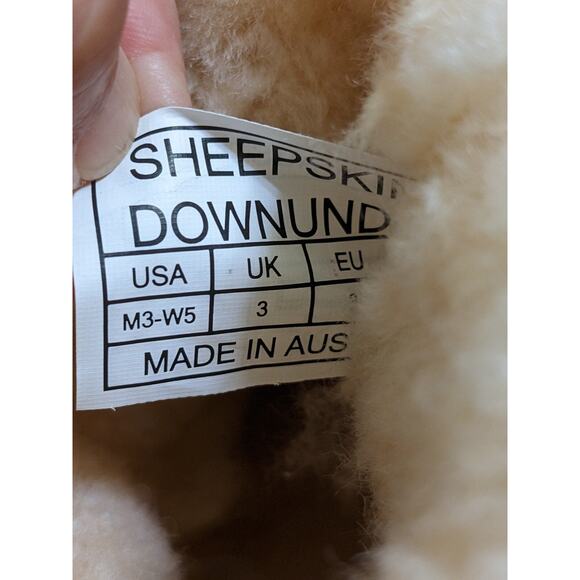 SHEEPSKI
DOWNUND
USA UK EU
M3-W5 3
MADE IN AUS